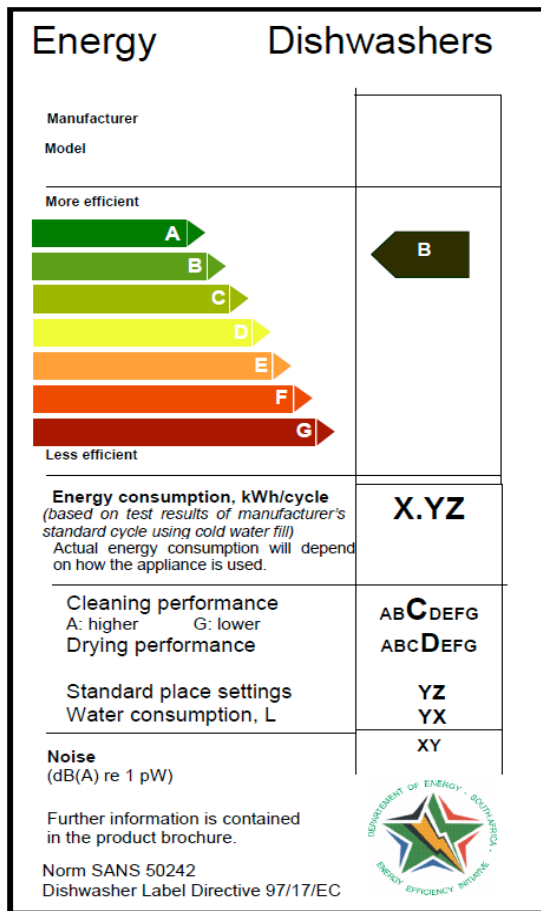 Energy Dishwashers
Manufacturer
Model
More efficient
A
B
B
C
D
E
F
G
Less efficient
Energy consumption, kWh/cycle
X.YZ
(based on test results of manufacturer's
standard cycle using cold water fill)
Actual energy consumption will depend
on how the appliance is used.
Cleaning performance
ABCDEFG
A: higher G: lower
Drying performance
ABCDEFG
Standard place settings
YZ
Water consumption, L
YX
XY
Noise
(dB(A) re 1 pW)
Further information is contained
in the product brochure.
Norm SANS 50242
Dishwasher Label Directive 97/17/EC
DEPARTEMENT OF ENERGY - SOUTH AFRICA -
ENERGY EFFICIENCY INITIATIVE